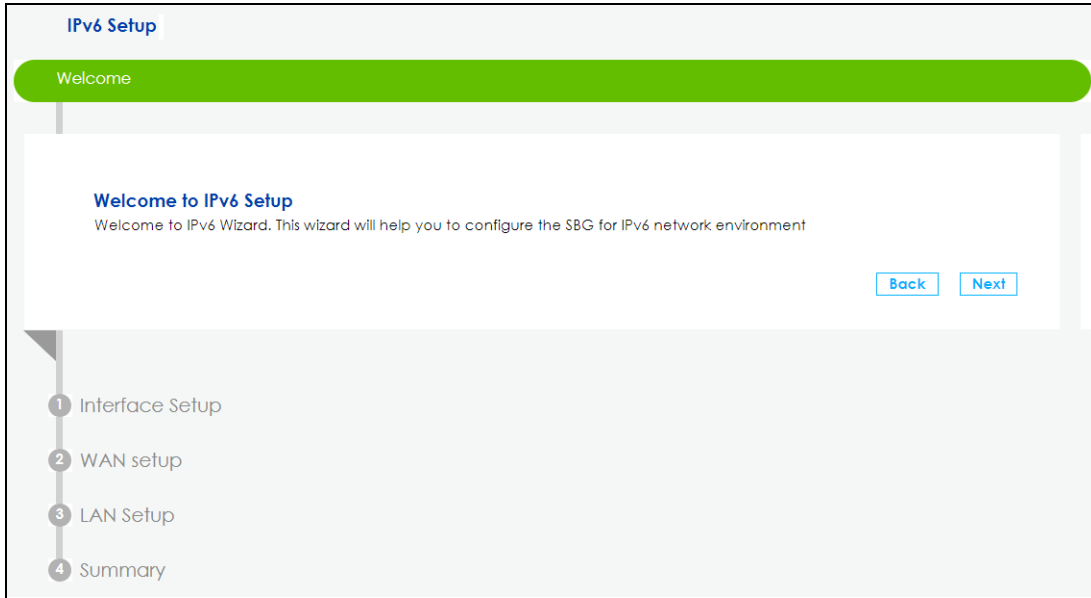 IPv6 Setup
Welcome
Welcome to IPv6 Setup
Welcome to IPv6 Wizard. This wizard will help you to configure the SBG for IPv6 network environment
Back Next
1 Interface Setup
2 WAN setup
3 LAN Setup
4 Summary